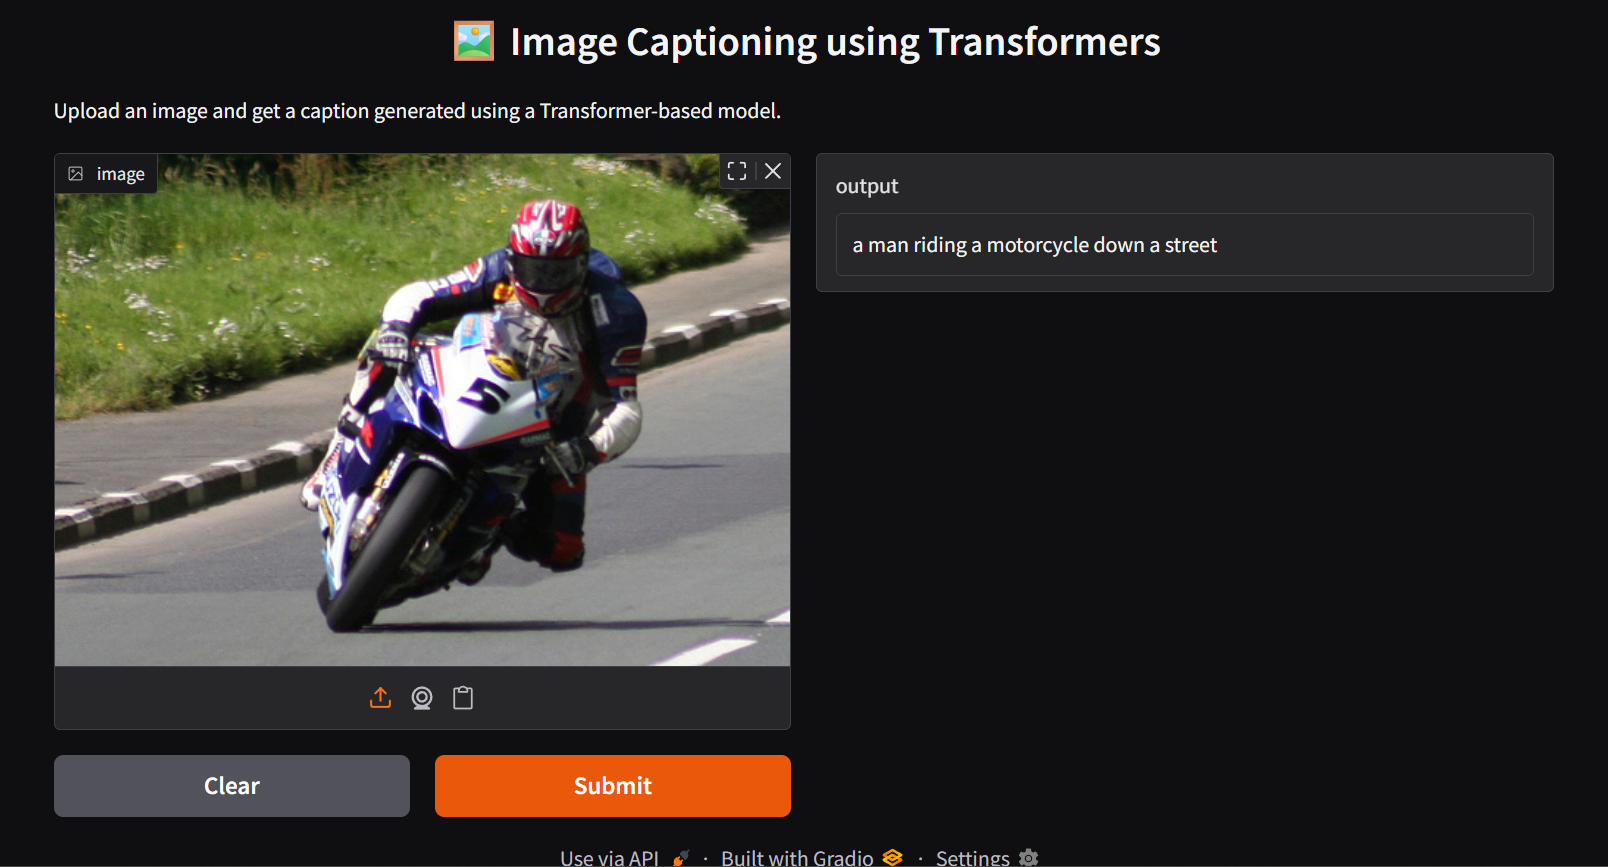 Image Captioning using Transformers
Upload an image and get a caption generated using a Transformer-based model.
image
5
output
a man riding a motorcycle down a street
Clear
Submit
Use via API · Built with Gradio · Settings